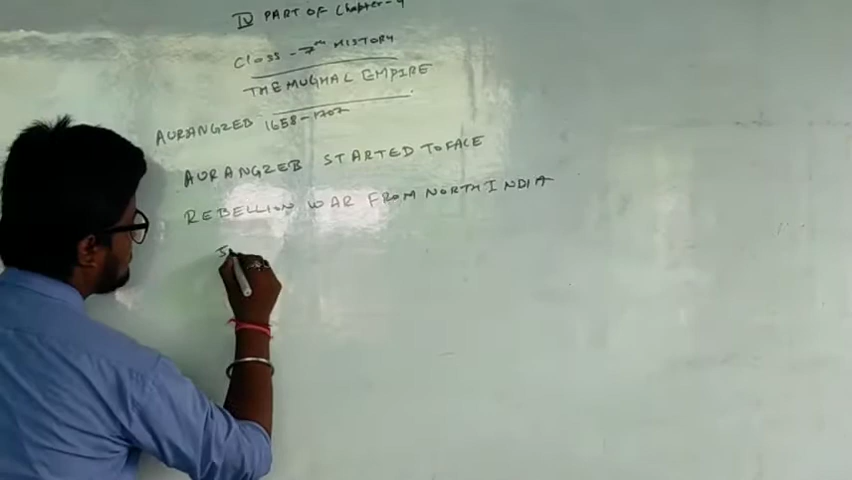 IV PART OF Chapter-4
Class - 7th HISTORY
THE MUGHAL EMPIRE
AURANGZEB 1658-1707
AURANGZEB STARTED TO FACE
REBELLION WAR FROM NORTH INDIA